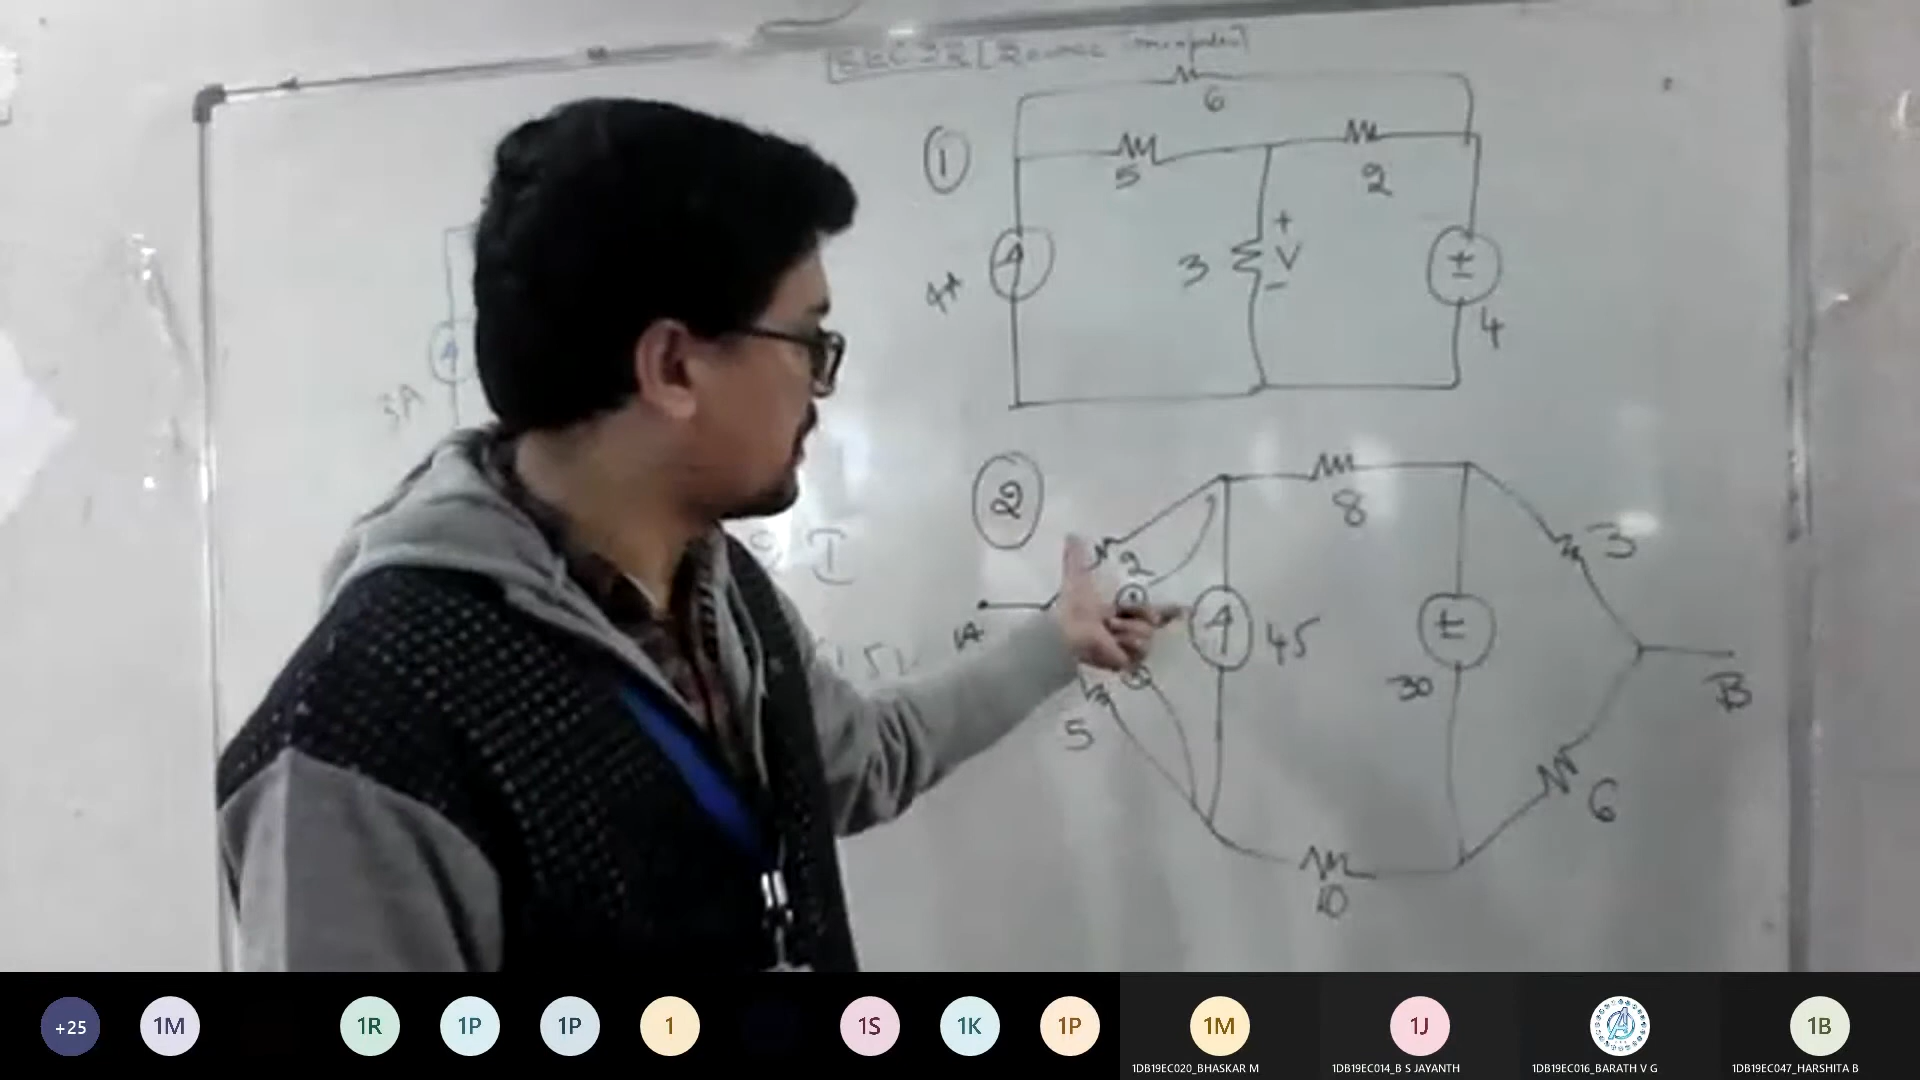 ①
6
5
2
4A
3
+
V
-
±
4
3A
②
8
2
3
A
45
±
30
B
5
6
10
+25
1M
1R
1P
1P
1
1S
1K
1P
1M
1J
1B
1DB19EC020_BHASKAR M
1DB19EC014_B S JAYANTH
1DB19EC016_BARATH V G
1DB19EC047_HARSHITA B